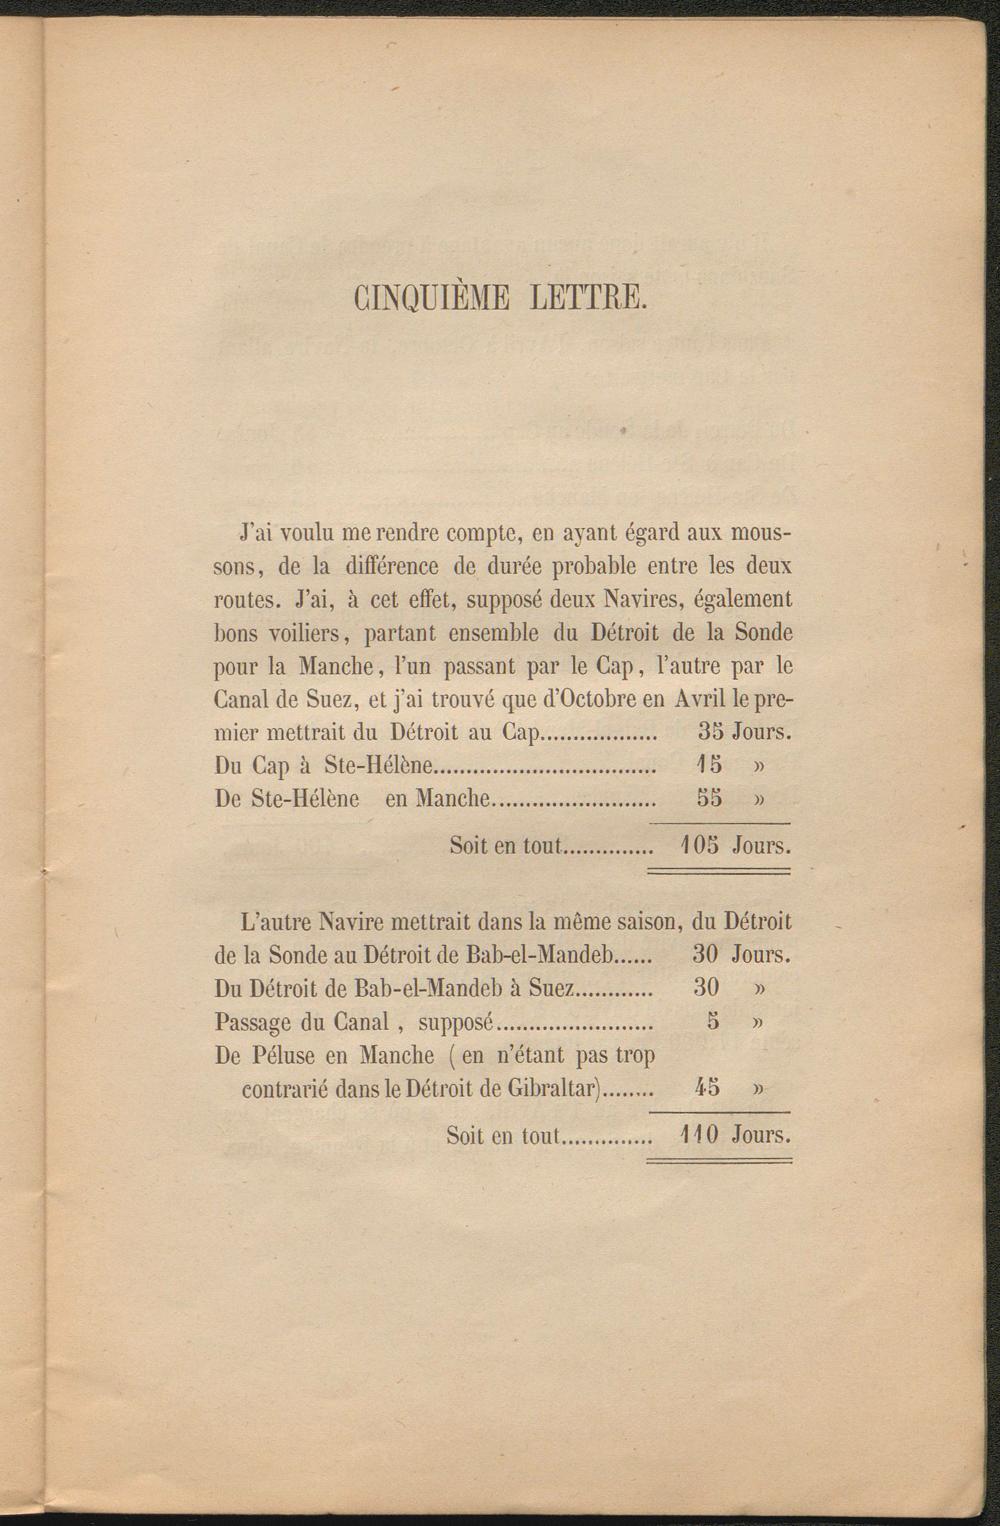 CINQUIÈME LETTRE.
J'ai voulu me rendre compte, en ayant égard aux mous-
sons, de la différence de durée probable entre les deux
routes. J'ai, à cet effet, supposé deux Navires, également
bons voiliers, partant ensemble du Détroit de la Sonde
pour la Manche, l'un passant par le Cap, l'autre par le
Canal de Suez, et j'ai trouvé que d'Octobre en Avril le pre-
mier mettrait du Détroit au Cap.................. 35 Jours.
Du Cap à Ste-Hélène.................................. 15 »
De Ste-Hélène en Manche......................... 55 »
Soit en tout.............. 105 Jours.
L'autre Navire mettrait dans la même saison, du Détroit
de la Sonde au Détroit de Bab-el-Mandeb...... 30 Jours.
Du Détroit de Bab-el-Mandeb à Suez............ 30 »
Passage du Canal, supposé........................ 5 »
De Péluse en Manche (en n'étant pas trop
contrarié dans le Détroit de Gibraltar)........ 45 »
Soit en tout.............. 110 Jours.